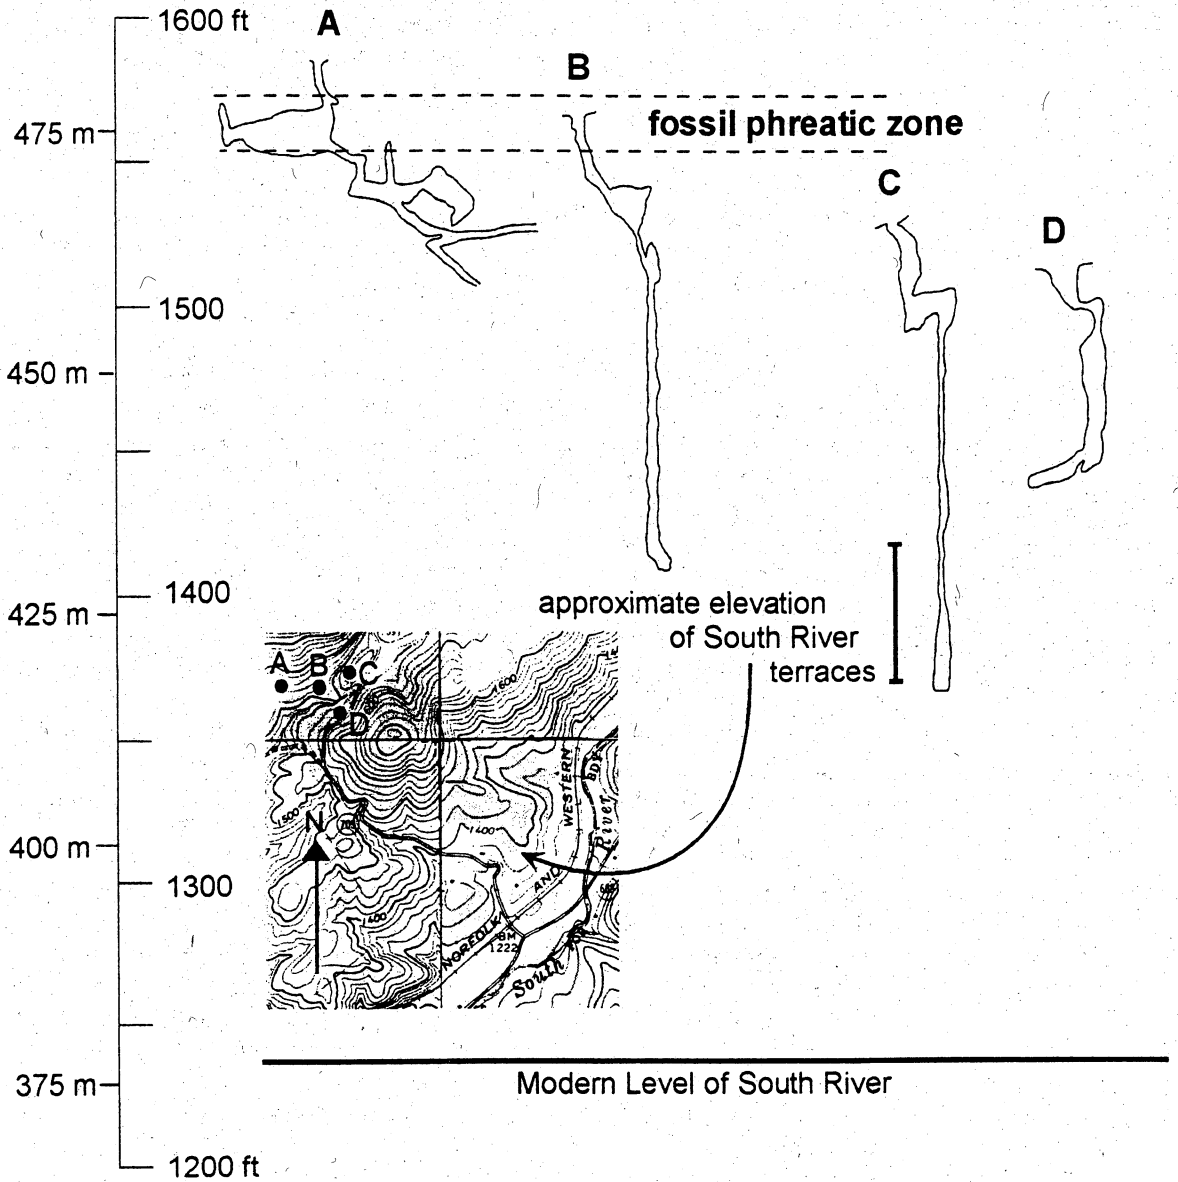 1600 ft
A
B
475 m
fossil phreatic zone
C
D
1500
450 m
1400
425 m
approximate elevation
of South River
terraces
A B C
D
1600
WESTERN
BDY
River
1500
N
1400
400 m
AND
1300
1400
NORFOLK
BM
1222
South
375 m
Modern Level of South River
1200 ft